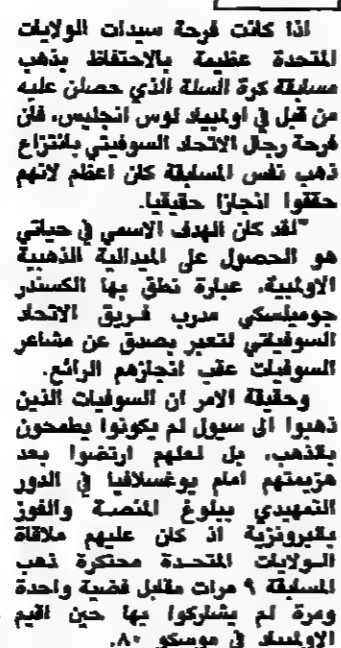 اذا كانت فرحة سيدات الولايات
المتحدة عظيمة بالاحتفاظ بذهب
مسابقة كرة السلة الذي حصلن عليه
من قبل في اولمبياد لوس انجليس، فان
فرحة رجال الاتحاد السوفيتي بانتزاع
ذهب نفس المسابقة كان اعظم لانهم
حققوا انجازا حقيقيا.
"لقد كان الهدف الاسمى في حياتي
هو الحصول على الميدالية الذهبية
الاولمبية. عبارة نطق بها الكسندر
جوميلسكي مدرب فريق الاتحاد
السوفياتي لتعبر بصدق عن مشاعر
السوفيات عقب انجازهم الرائع.
وحقيقة الامر ان السوفيات الذين
ذهبوا الى سيول لم يكونوا يطمحون
بالذهب. بل لعلهم ارتضوا بعد
هزيمتهم امام يوغسلافيا في الدور
التمهيدي ببلوغ المنصة والفوز
بالبرونزية اذ كان عليهم ملاقاة
الولايات المتحدة محتكرة ذهب
المسابقة ٩ مرات مقابل فضية واحدة
ومرة لم يشاركوا بها حين اقيم
الاولمبياد في موسكو ٨٠.